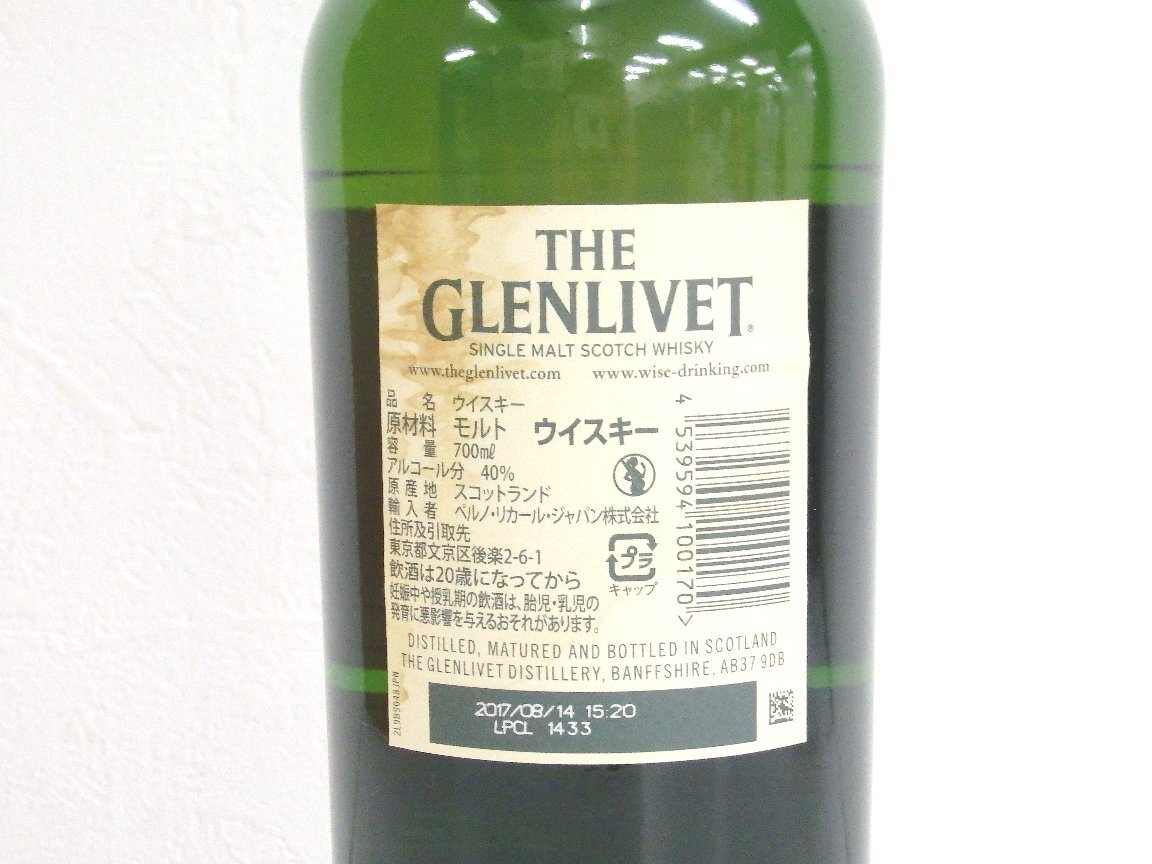 THE
GLENLIVET®
SINGLE MALT SCOTCH WHISKY
www.theglenlivet.com www.wise-drinking.com
品名 ウイスキー
原材料 モルト ウイスキー
容量 700mℓ
アルコール分 40%
原産地 スコットランド
輸入者 ペルノ・リカール・ジャパン株式会社
住所及引取先
東京都文京区後楽2-6-1
飲酒は20歳になってから
妊娠中や授乳期の飲酒は、胎児・乳児の
発育に悪影響を与えるおそれがあります。
プラ
キャップ
4 539594 100170 >
DISTILLED, MATURED AND BOTTLED IN SCOTLAND
THE GLENLIVET DISTILLERY, BANFFSHIRE, AB37 9DB
2017/08/14 15:20
LPCL 1433